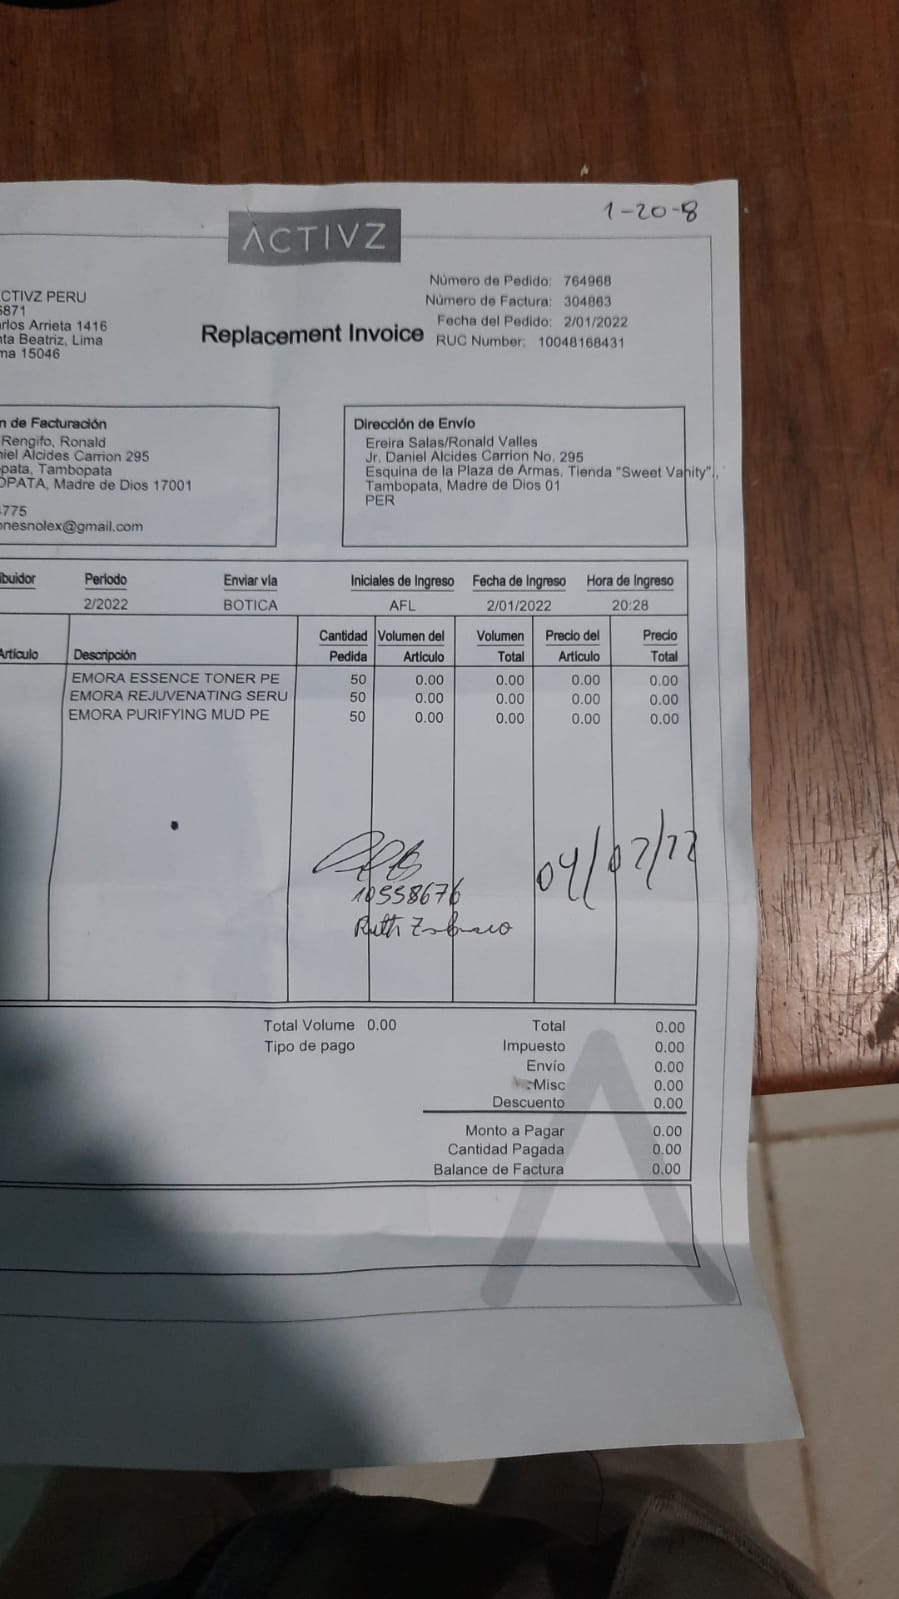 1-20-8
ACTIVZ
Número de Pedido: 764968
Número de Factura: 304863
Fecha del Pedido: 2/01/2022
RUC Number: 10048168431
Replacement Invoice
CTIVZ PERU
6871
rlos Arrieta 1416
ta Beatriz, Lima
ma 15046
n de Facturación
Rengifo, Ronald
niel Alcides Carrion 295
pata, Tambopata
OPATA, Madre de Dios 17001
4775
onesnolex@gmail.com
Dirección de Envío
Ereira Salas/Ronald Valles
Jr. Daniel Alcides Carrion No. 295
Esquina de la Plaza de Armas, Tienda "Sweet Vanity".,
Tambopata, Madre de Dios 01
PER
ibuidor Periodo Enviar via Iniciales de Ingreso Fecha de Ingreso Hora de Ingreso
2/2022 BOTICA AFL 2/01/2022 20:28
Cantidad Volumen del Volumen Precio del Precio
Artículo Descripción Pedida Artículo Total Artículo Total
EMORA ESSENCE TONER PE 50 0.00 0.00 0.00 0.00
EMORA REJUVENATING SERU 50 0.00 0.00 0.00 0.00
EMORA PURIFYING MUD PE 50 0.00 0.00 0.00 0.00
04/02/22
10558676
Ruth
Total Volume 0.00 Total 0.00
Tipo de pago Impuesto 0.00
Envío 0.00
Misc 0.00
Descuento 0.00
Monto a Pagar 0.00
Cantidad Pagada 0.00
Balance de Factura 0.00